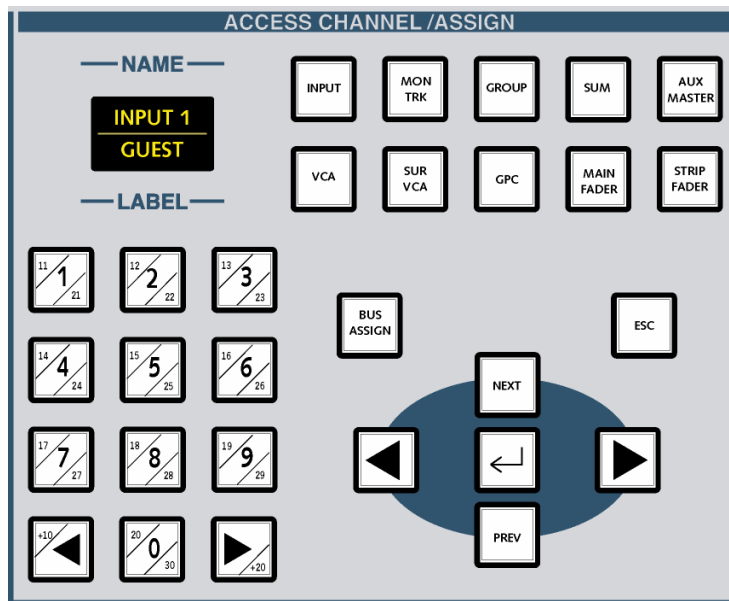 ACCESS CHANNEL /ASSIGN
NAME
INPUT 1
GUEST
LABEL
INPUT
MON
TRK
GROUP
SUM
AUX
MASTER
VCA
SUR
VCA
GPC
MAIN
FADER
STRIP
FADER
11 1 21
12 2 22
13 3 23
14 4 24
15 5 25
16 6 26
17 7 27
18 8 28
19 9 29
+10
20 0 30
+20
BUS
ASSIGN
ESC
NEXT
PREV